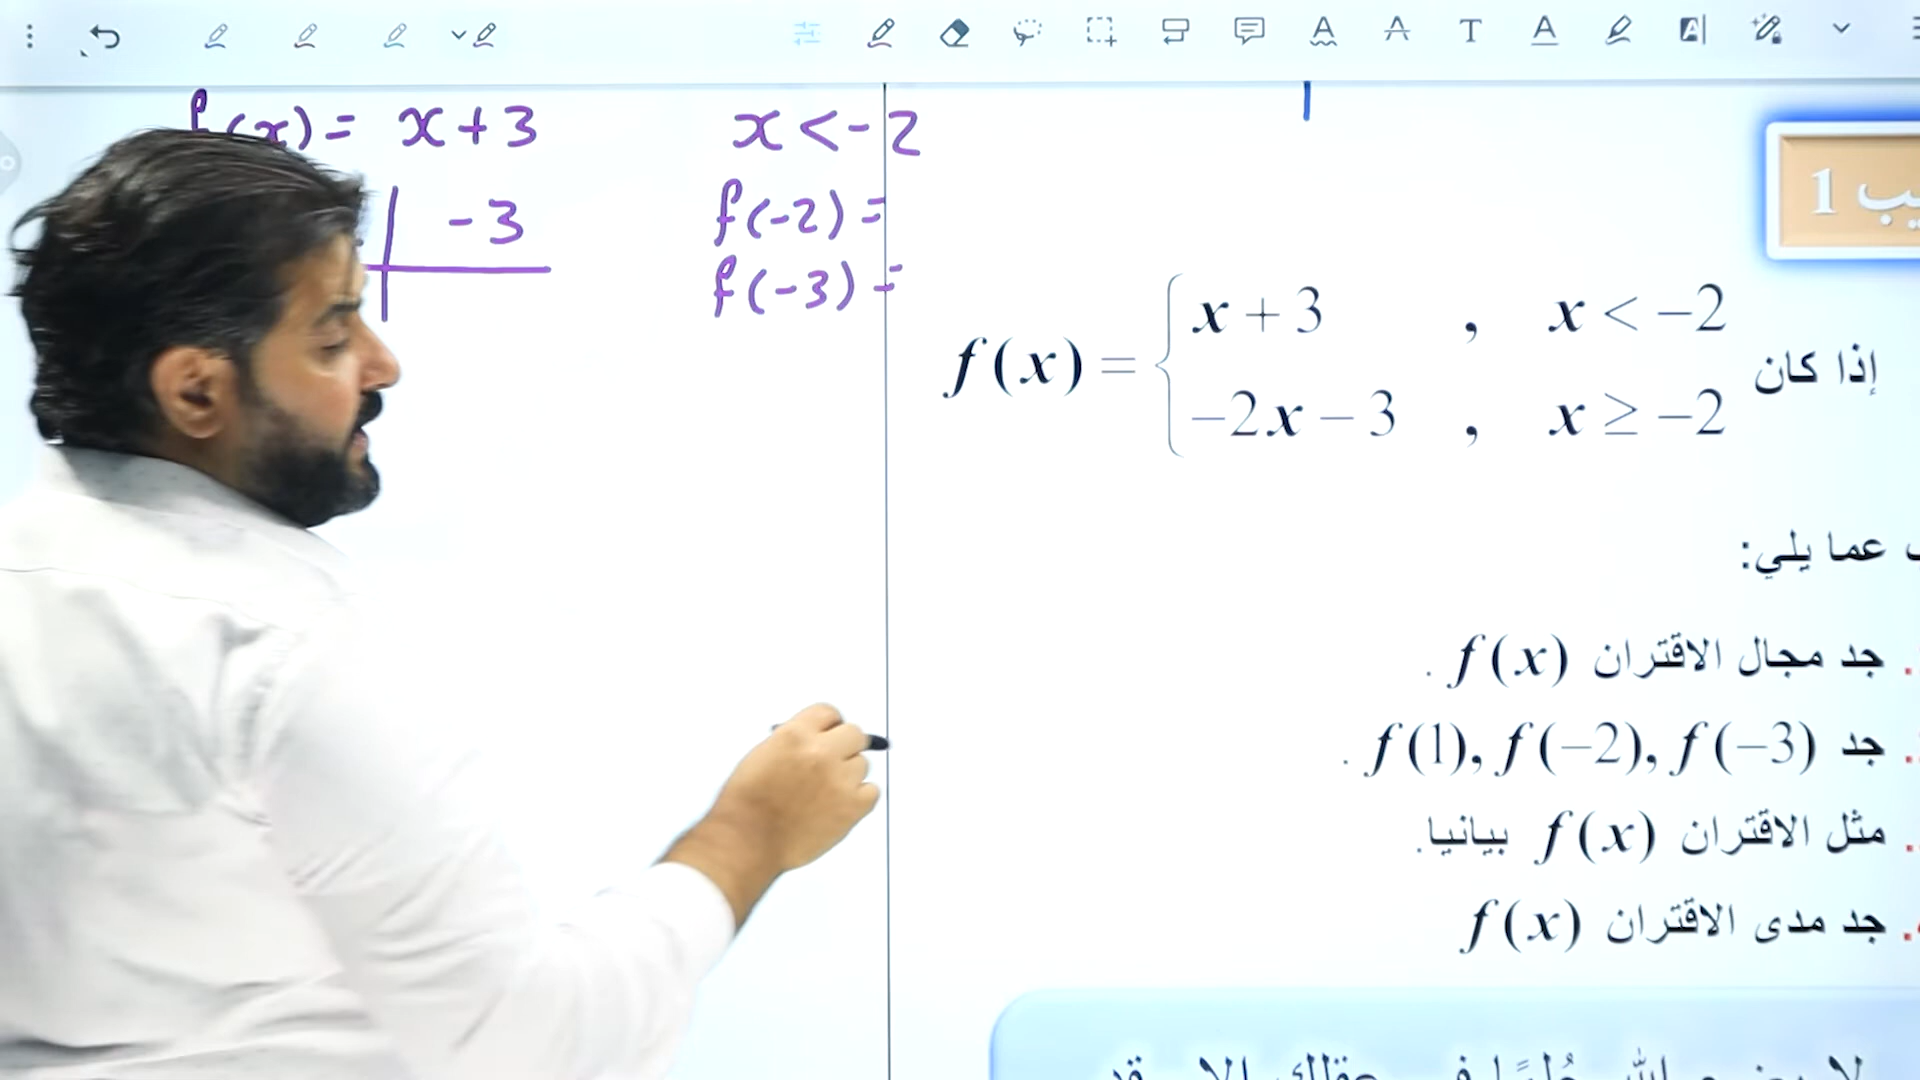 f(x) = x + 3 x < -2
-3 f(-2) =
f(-3) =
1
إذا كان f(x) = { x + 3 , x < −2
−2x − 3 , x ≥ −2
عما يلي:
جد مجال الاقتران f(x) .
جد f(1), f(−2), f(−3) .
مثل الاقتران f(x) بيانيا.
جد مدى الاقتران f(x)